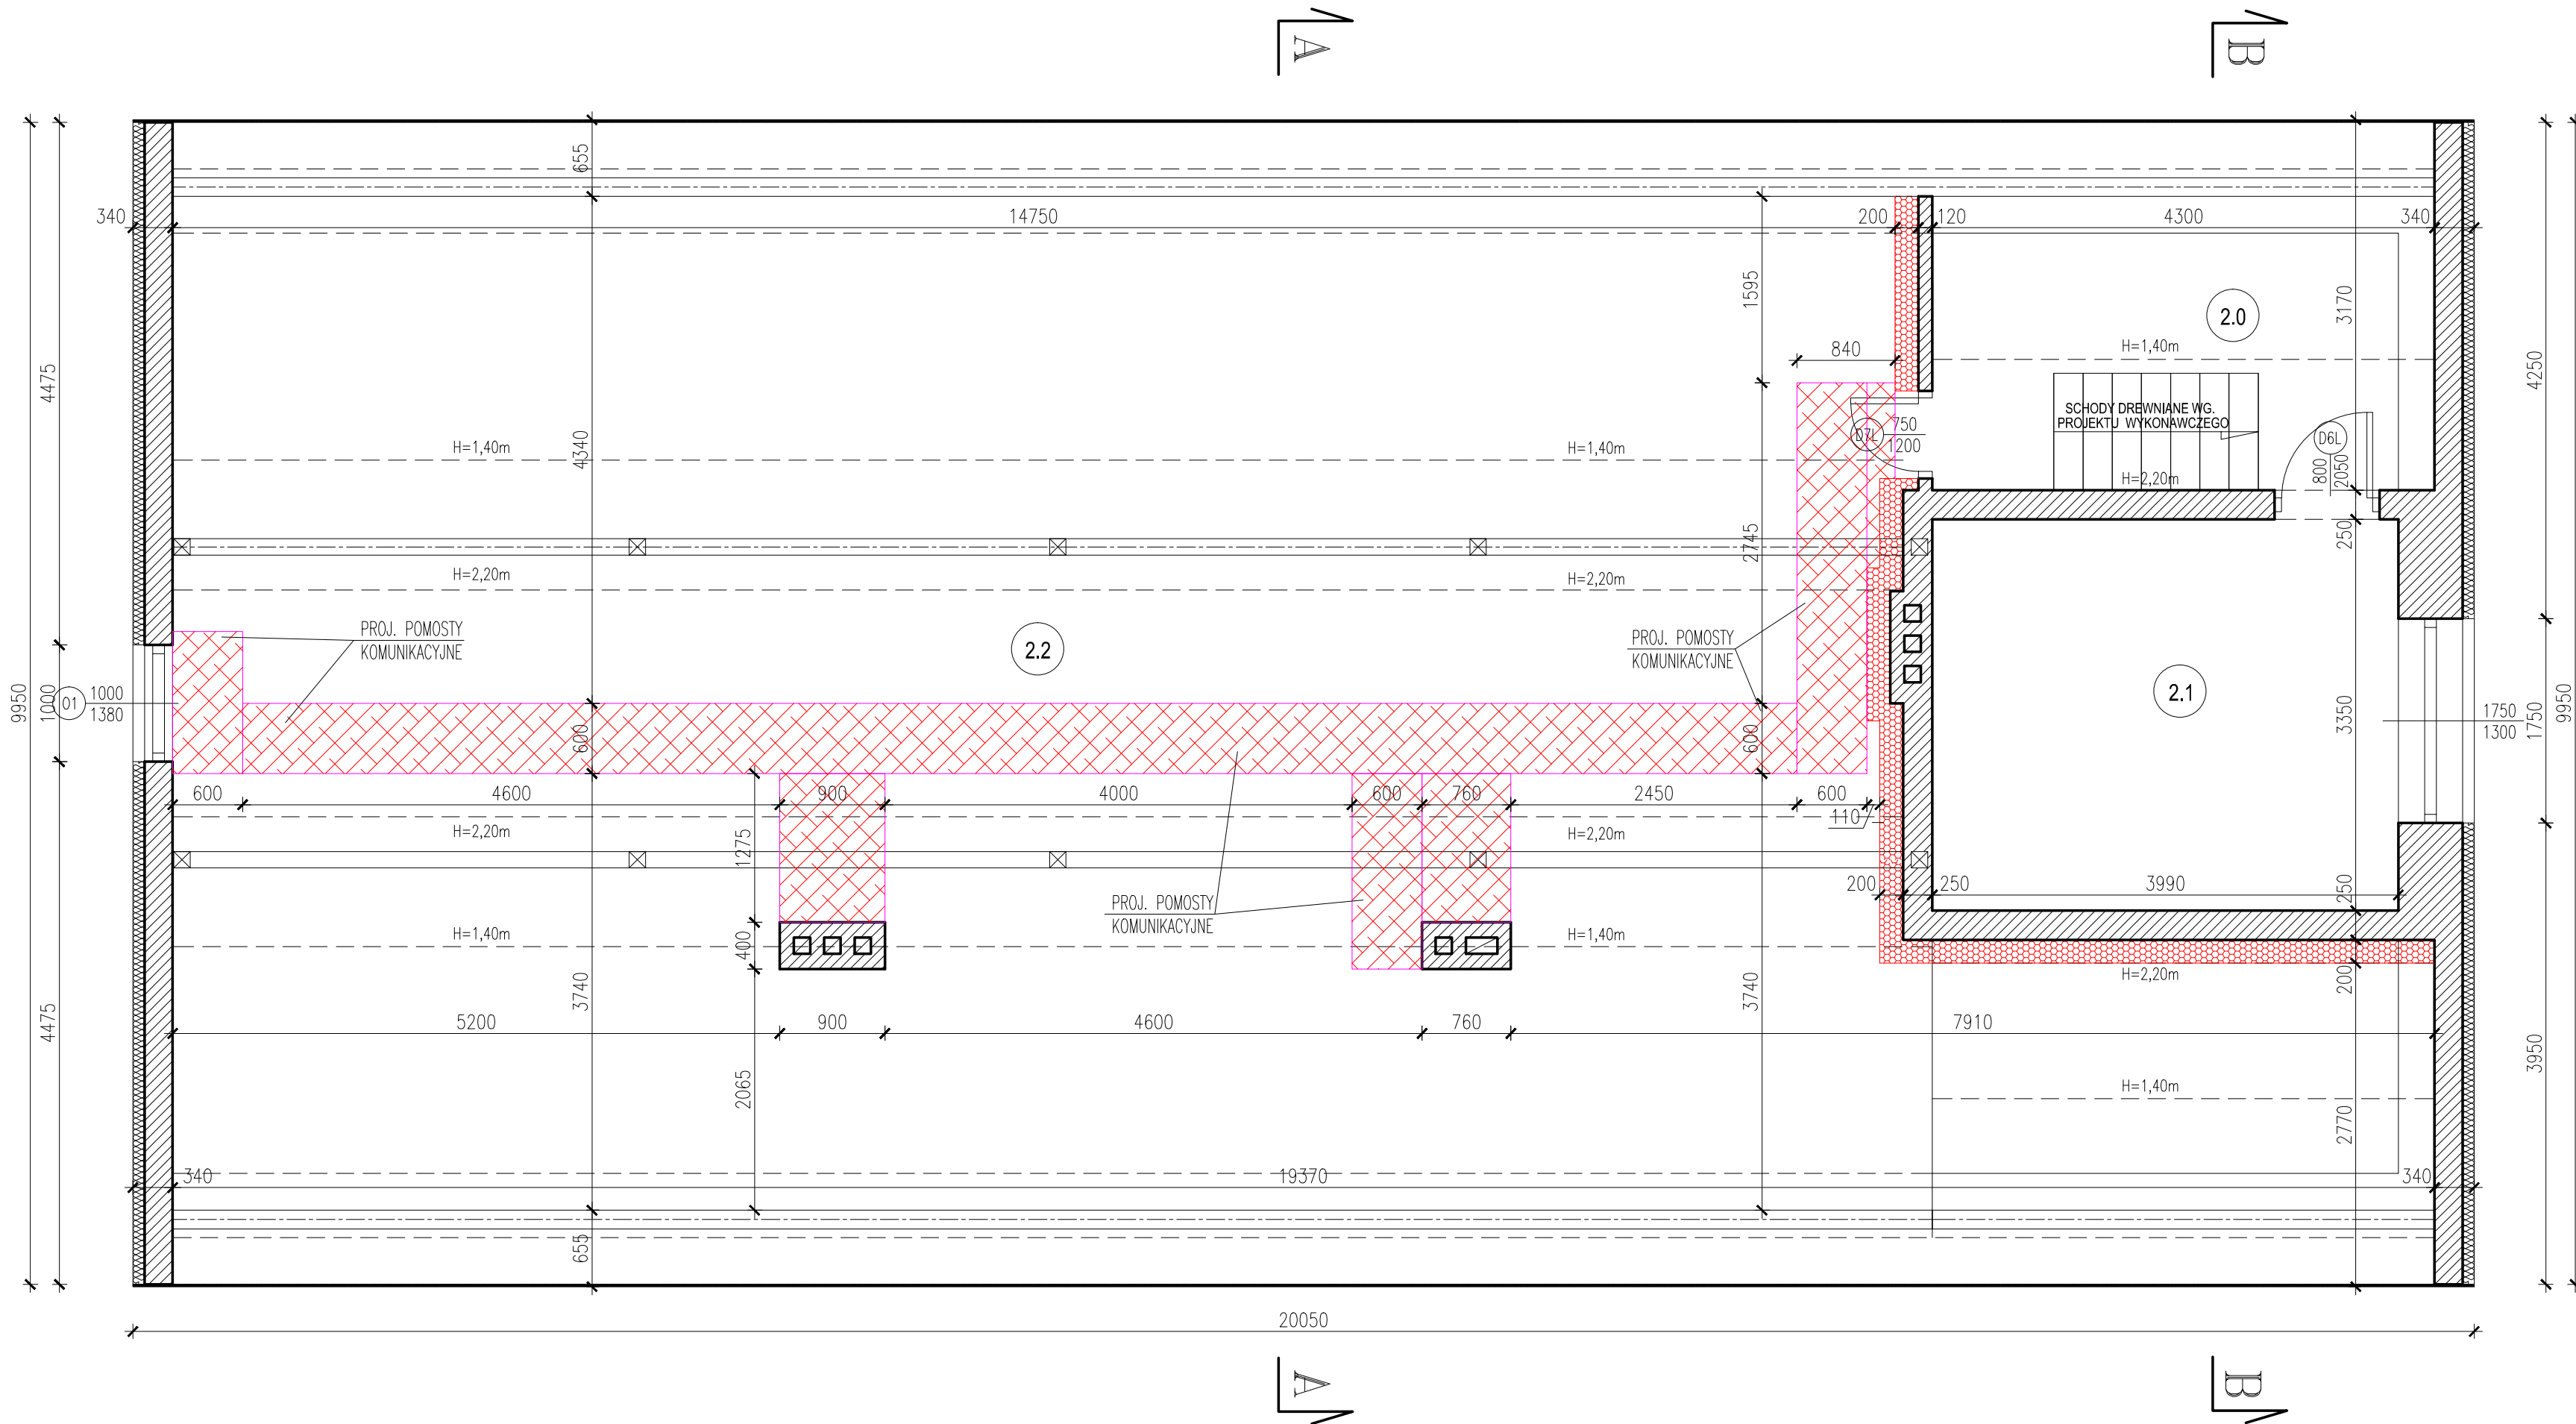 A
B
655
340
14750
200
120
4300
340
1595
3170
2.0
840
H=1,40m
4475
4250
SCHODY DREWNIANE WG.
PROJEKTU WYKONAWCZEGO
D7L
750
1200
D6L
800
2050
H=1,40m
4340
H=1,40m
H=2,20m
250
2745
H=2,20m
H=2,20m
PROJ. POMOSTY
KOMUNIKACYJNE
2.2
PROJ. POMOSTY
KOMUNIKACYJNE
2.1
9950
1000
01
1000
1380
600
600
3350
1750
1300
1750
9950
600
4600
900
4000
600
760
2450
600
110
H=2,20m
H=2,20m
1275
200
250
3990
250
PROJ. POMOSTY
KOMUNIKACYJNE
H=1,40m
400
H=1,40m
H=2,20m
200
3740
3740
5200
900
4600
760
7910
4475
3950
2065
H=1,40m
2770
340
19370
340
655
20050
A
B